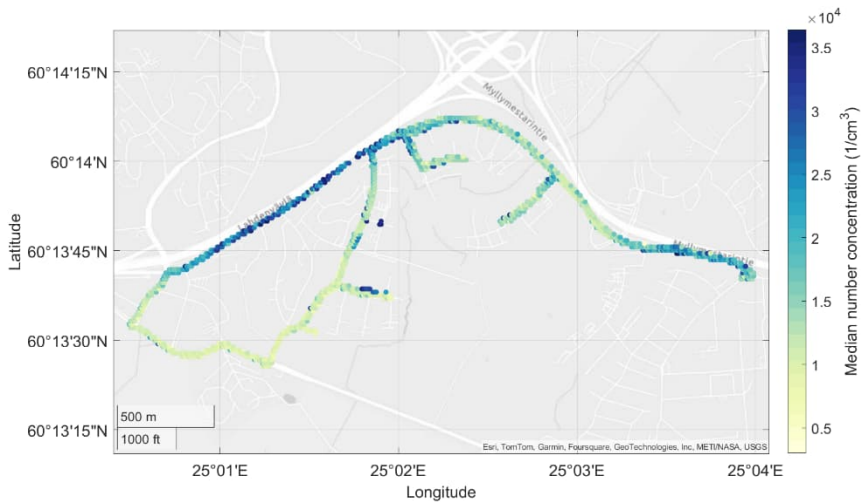 ×10⁴
60°14'15"N
60°14'N
60°13'45"N
60°13'30"N
60°13'15"N
Latitude
Myllymestarintie
Lahdenväylä
Myllymestarintie
500 m
1000 ft
Esri, TomTom, Garmin, Foursquare, GeoTechnologies, Inc, METI/NASA, USGS
25°01'E
25°02'E
25°03'E
25°04'E
Longitude
3.5
3
2.5
2
1.5
1
0.5
Median number concentration (1/cm³)